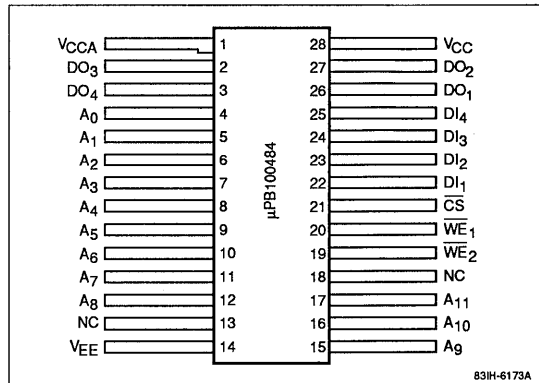 VCCA 1 28 VCC
DO3 2 27 DO2
DO4 3 26 DO1
A0 4 25 DI4
A1 5 24 DI3
A2 6 23 DI2
A3 7 22 DI1
A4 8 21 CS
A5 9 20 WE1
A6 10 19 WE2
A7 11 18 NC
A8 12 17 A11
NC 13 16 A10
VEE 14 15 A9
μPB100484
83IH-6173A